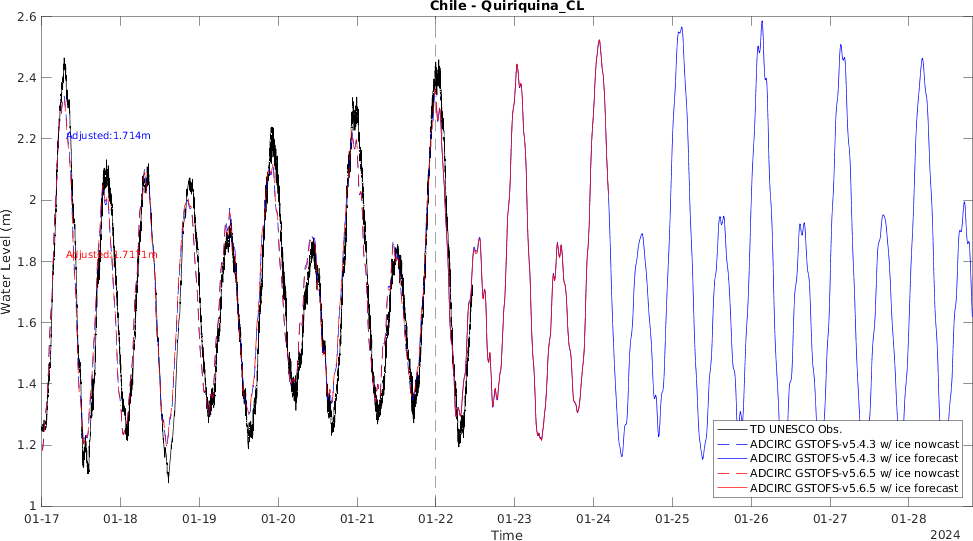 Chile - Quiriquina_CL
2.6
2.4
2.2
2
1.8
1.6
1.4
1.2
1
Water Level (m)
Adjusted:1.714m
Adjusted:1.7171m
TD UNESCO Obs.
ADCIRC GSTOFS-v5.4.3 w/ ice nowcast
ADCIRC GSTOFS-v5.4.3 w/ ice forecast
ADCIRC GSTOFS-v5.6.5 w/ ice nowcast
ADCIRC GSTOFS-v5.6.5 w/ ice forecast
01-17 01-18 01-19 01-20 01-21 01-22 01-23 01-24 01-25 01-26 01-27 01-28
Time
2024